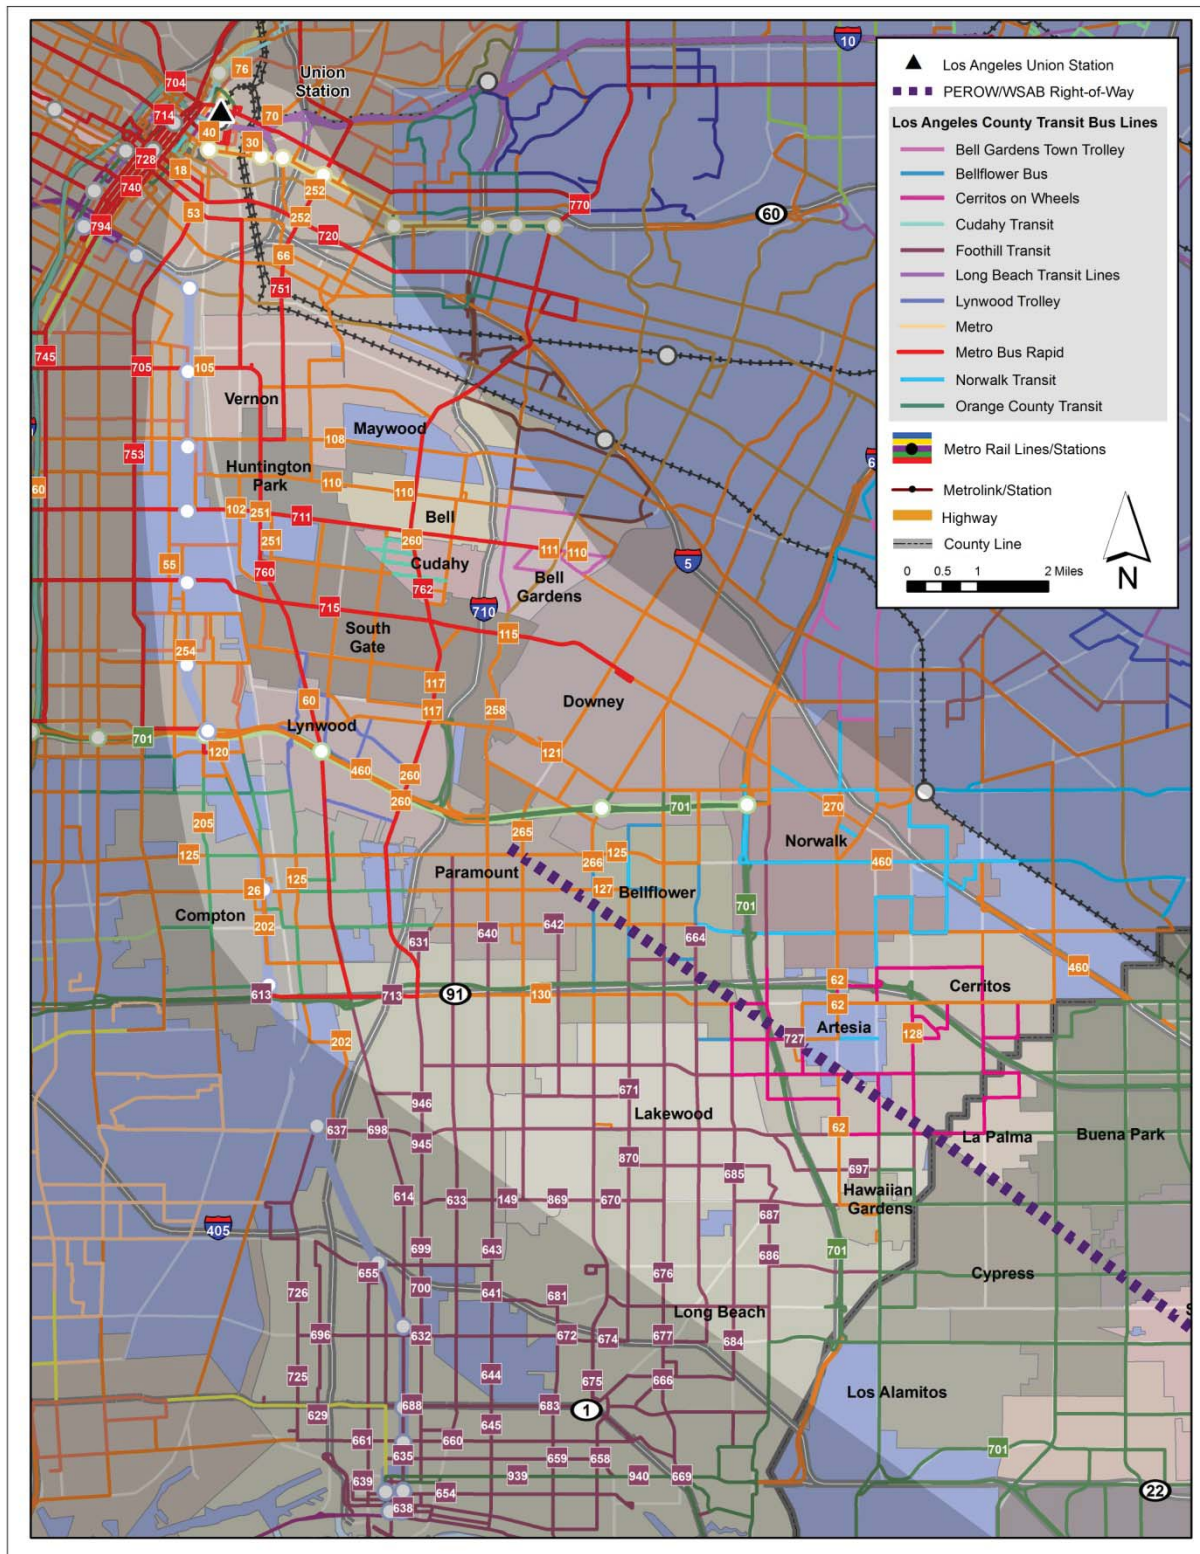 10
76
Union
Station
704
714
70
40
30
728
18
740
252
53
252
770
60
794
720
66
751
745
705
105
Vernon
Maywood
108
753
Huntington
Park
110
110
60
102
251
711
Bell
251
260
111
110
55
760
Cudahy
5
762
Bell
Gardens
715
710
South
Gate
115
254
117
60
117
258
Downey
Lynwood
701
120
121
460
260
260
701
270
205
265
Norwalk
125
266
125
460
Paramount
125
127
Bellflower
26
Compton
202
701
631
640
642
664
460
62
Cerritos
613
713
91
130
62
Artesia
128
727
202
671
946
Lakewood
62
637
698
945
La Palma
Buena Park
870
685
697
614
633
149
869
670
Hawaiian
Gardens
687
405
699
643
686
701
655
676
Cypress
726
700
641
681
Long Beach
S
696
632
672
674
677
684
725
644
675
666
Los Alamitos
629
688
683
1
645
661
660
701
635
659
658
639
939
940
669
654
22
638
Los Angeles Union Station
PEROW/WSAB Right-of-Way
Los Angeles County Transit Bus Lines
Bell Gardens Town Trolley
Bellflower Bus
Cerritos on Wheels
Cudahy Transit
Foothill Transit
Long Beach Transit Lines
Lynwood Trolley
Metro
Metro Bus Rapid
Norwalk Transit
Orange County Transit
Metro Rail Lines/Stations
Metrolink/Station
Highway
County Line
0 0.5 1 2 Miles
N